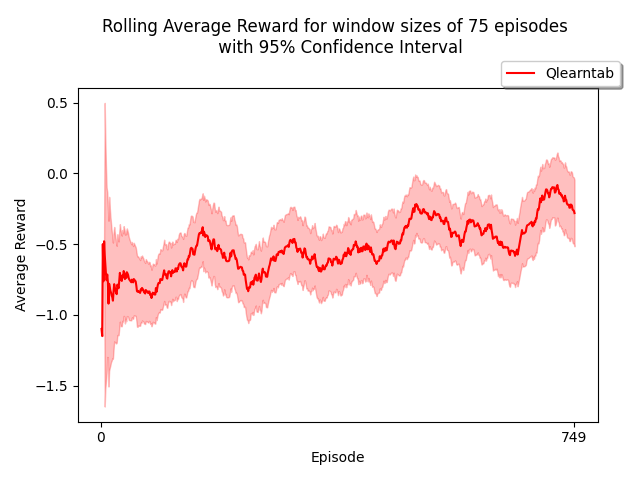 Rolling Average Reward for window sizes of 75 episodes
with 95% Confidence Interval
Qlearntab
0.5
0.0
−0.5
−1.0
−1.5
Average Reward
0
749
Episode